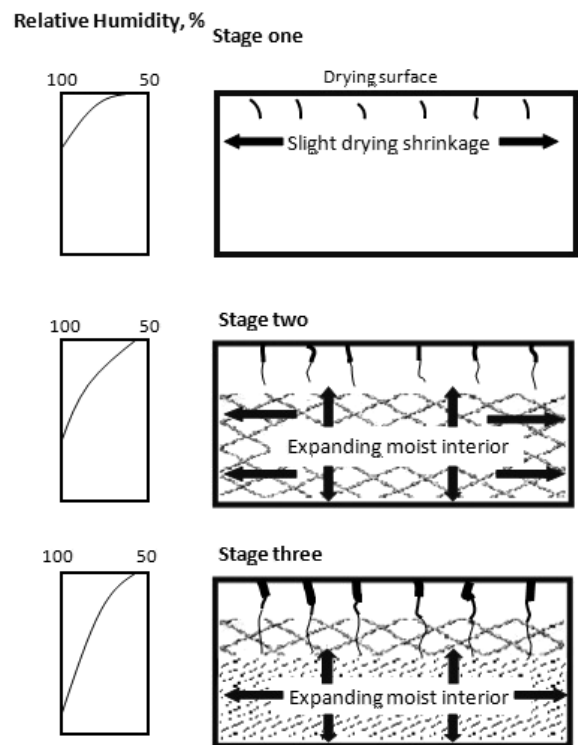 Relative Humidity, %
Stage one
100 50
Drying surface
Slight drying shrinkage
Stage two
100 50
Expanding moist interior
Stage three
100 50
Expanding moist interior